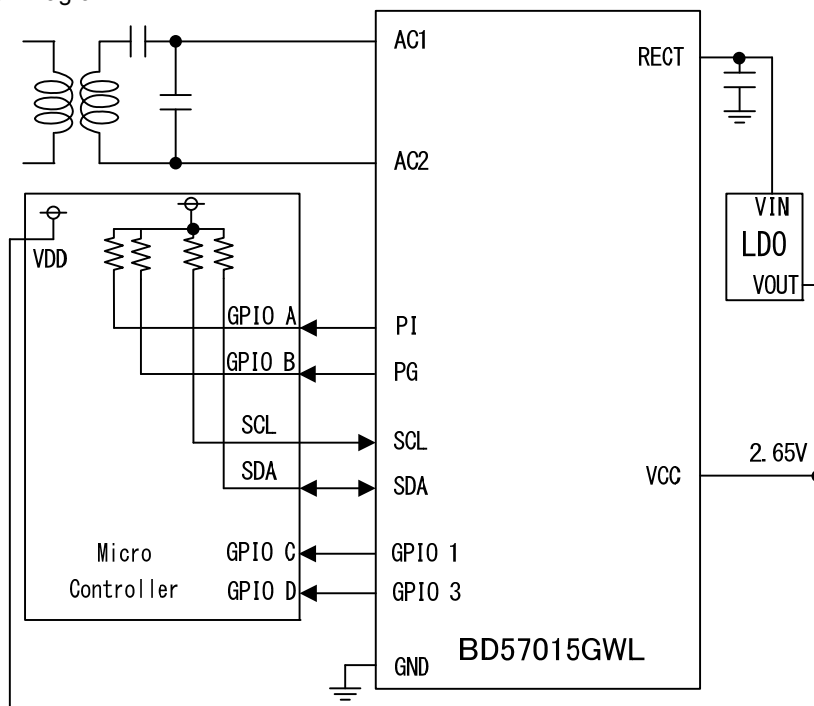 AC1
RECT
AC2
VIN
LDO
VOUT
VDD
GPIO A
PI
GPIO B
PG
SCL
SCL
SDA
SDA
2.65V
VCC
Micro
Controller
GPIO C
GPIO 1
GPIO D
GPIO 3
GND
BD57015GWL